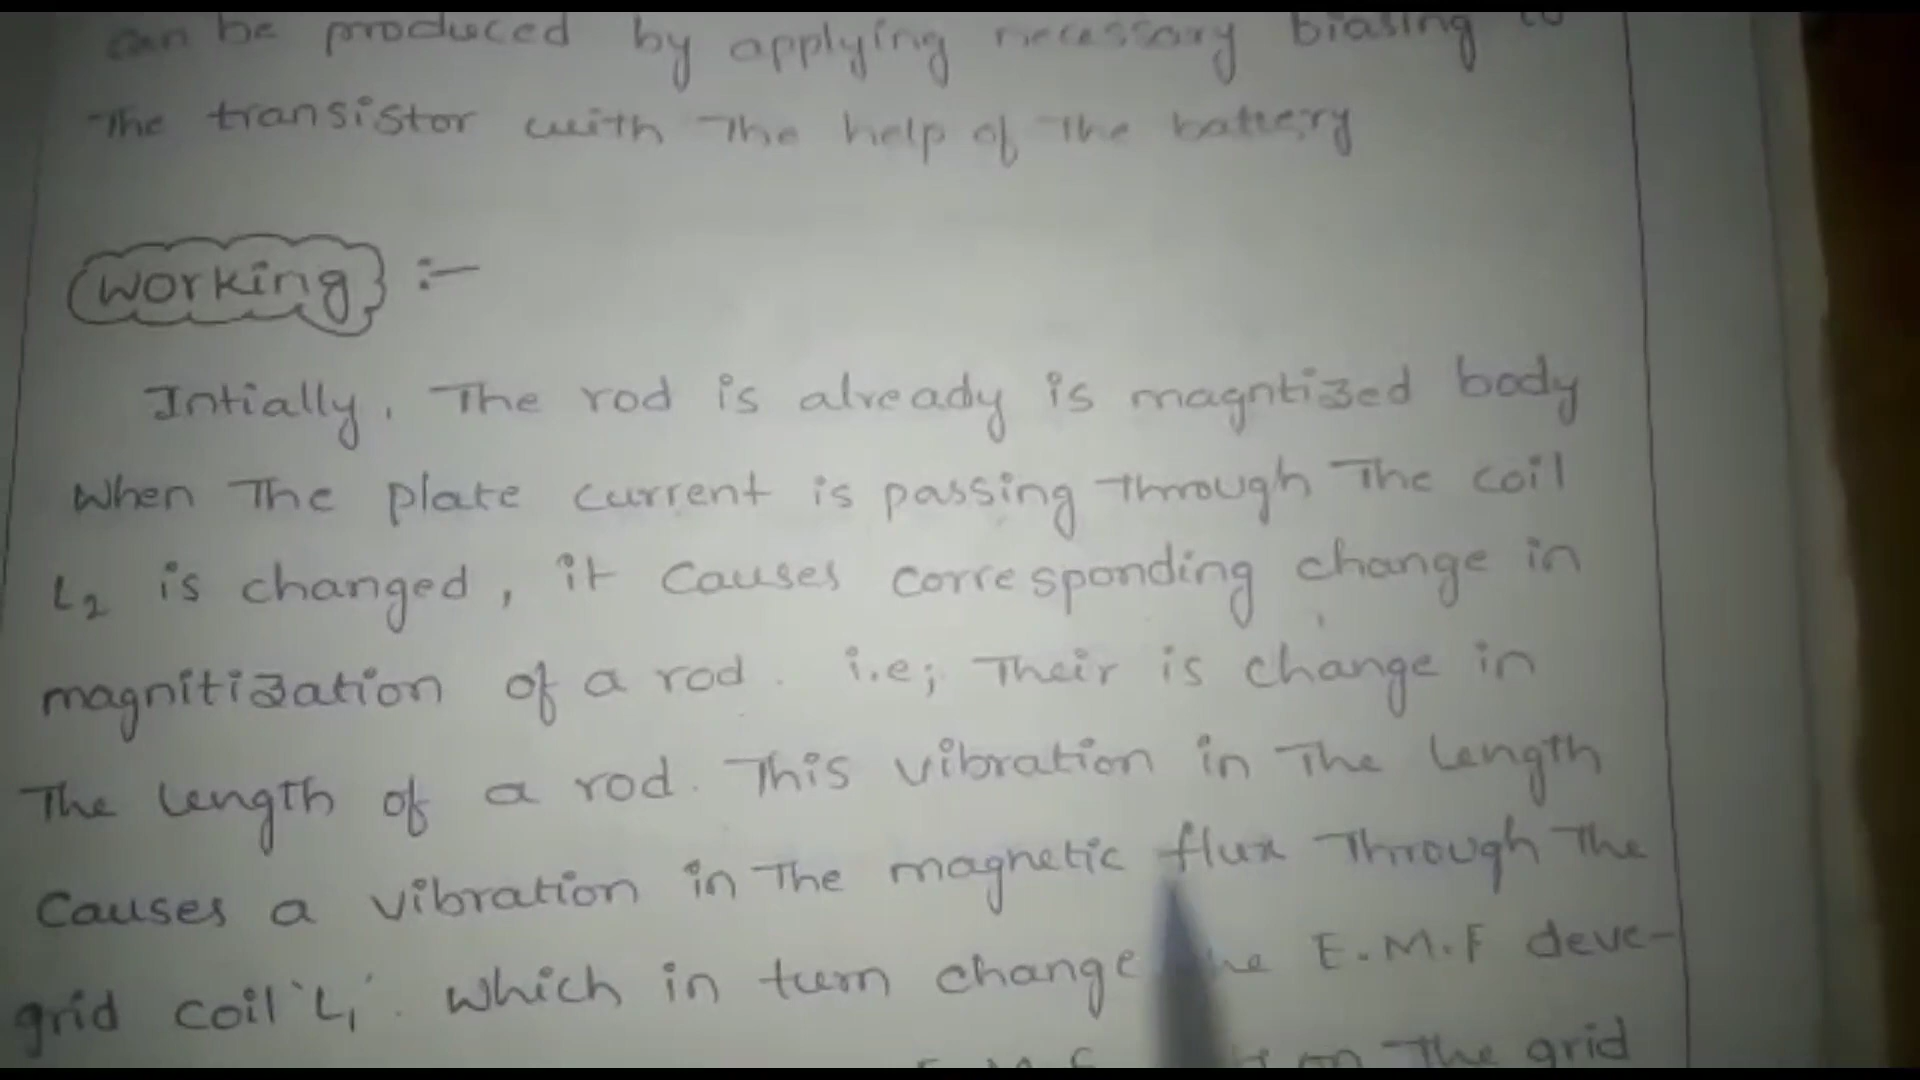 can be produced by applying necessary biasing to
The transistor with The help of The battery
Working :-
Intially, The rod is already is magntized body
When The plate current is passing Through The coil
L2 is changed, it causes corresponding change in
magnitization of a rod. i.e; Their is change in
The length of a rod. This vibration in The length
Causes a vibration in The magnetic flux Through The
grid coil 'L1'. Which in turn change E.M.F deve-
The grid